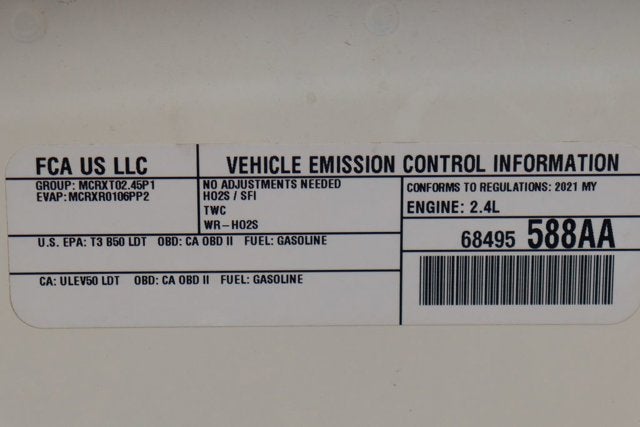 FCA US LLC
VEHICLE EMISSION CONTROL INFORMATION
GROUP: MCRXT02.45P1
EVAP: MCRXR0106PP2
NO ADJUSTMENTS NEEDED
HO2S / SFI
TWC
WR-HO2S
CONFORMS TO REGULATIONS: 2021 MY
ENGINE: 2.4L
68495 588AA
U.S. EPA: T3 B50 LDT OBD: CA OBD II FUEL: GASOLINE
CA: ULEV50 LDT OBD: CA OBD II FUEL: GASOLINE